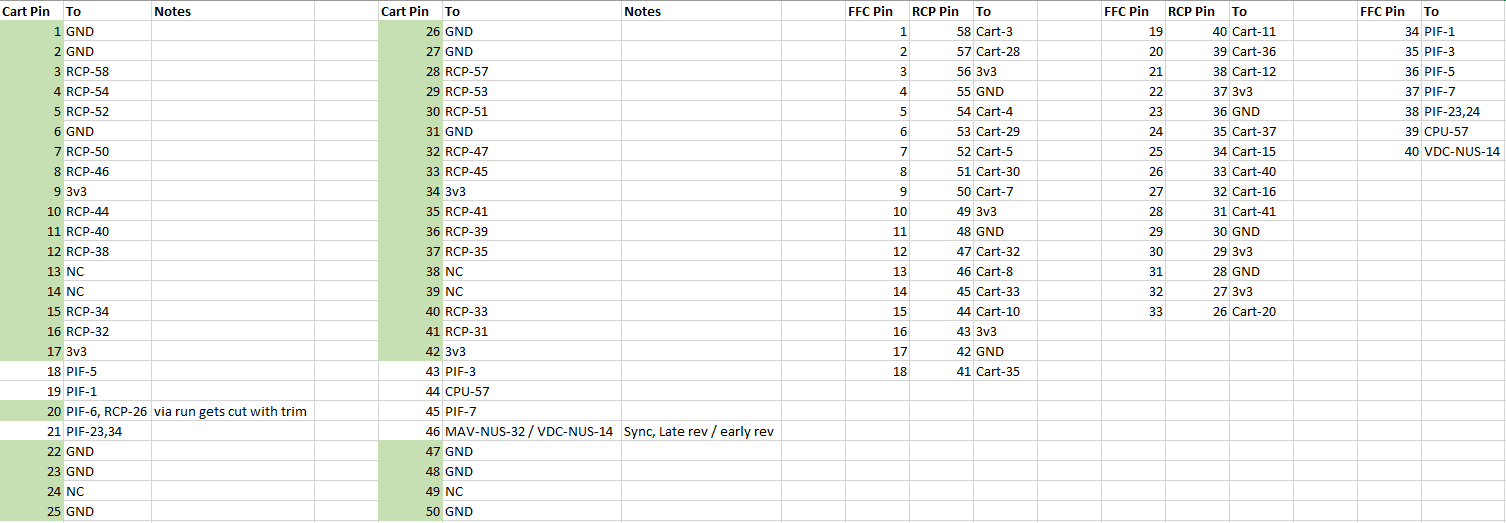 Cart Pin To Notes Cart Pin To Notes FFC Pin RCP Pin To FFC Pin RCP Pin To FFC Pin To
1 GND 26 GND 1 58 Cart-3 19 40 Cart-11 34 PIF-1
2 GND 27 GND 2 57 Cart-28 20 39 Cart-36 35 PIF-3
3 RCP-58 28 RCP-57 3 56 3v3 21 38 Cart-12 36 PIF-5
4 RCP-54 29 RCP-53 4 55 GND 22 37 3v3 37 PIF-7
5 RCP-52 30 RCP-51 5 54 Cart-4 23 36 GND 38 PIF-23,24
6 GND 31 GND 6 53 Cart-29 24 35 Cart-37 39 CPU-57
7 RCP-50 32 RCP-47 7 52 Cart-5 25 34 Cart-15 40 VDC-NUS-14
8 RCP-46 33 RCP-45 8 51 Cart-30 26 33 Cart-40
9 3v3 34 3v3 9 50 Cart-7 27 32 Cart-16
10 RCP-44 35 RCP-41 10 49 3v3 28 31 Cart-41
11 RCP-40 36 RCP-39 11 48 GND 29 30 GND
12 RCP-38 37 RCP-35 12 47 Cart-32 30 29 3v3
13 NC 38 NC 13 46 Cart-8 31 28 GND
14 NC 39 NC 14 45 Cart-33 32 27 3v3
15 RCP-34 40 RCP-33 15 44 Cart-10 33 26 Cart-20
16 RCP-32 41 RCP-31 16 43 3v3
17 3v3 42 3v3 17 42 GND
18 PIF-5 43 PIF-3 18 41 Cart-35
19 PIF-1 44 CPU-57
20 PIF-6, RCP-26 via run gets cut with trim 45 PIF-7
21 PIF-23,34 46 MAV-NUS-32 / VDC-NUS-14 Sync, Late rev / early rev
22 GND 47 GND
23 GND 48 GND
24 NC 49 NC
25 GND 50 GND